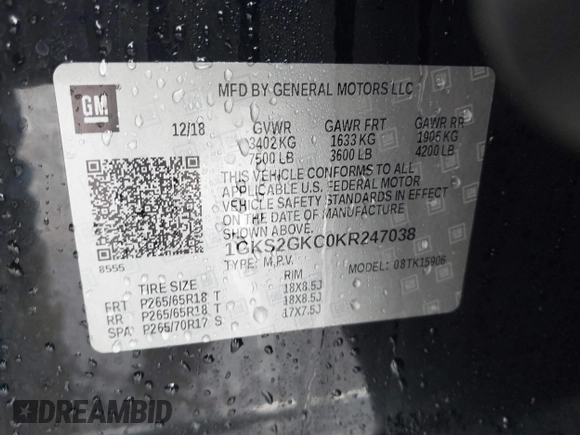 MFD BY GENERAL MOTORS LLC
GM
12/18 GVWR GAWR FRT GAWR RR
3402 KG 1633 KG 1905 KG
7500 LB 3600 LB 4200 LB
THIS VEHICLE CONFORMS TO ALL
APPLICABLE U.S. FEDERAL MOTOR
VEHICLE SAFETY STANDARDS IN EFFECT
ON THE DATE OF MANUFACTURE
SHOWN ABOVE.
1GKS2GKC0KR247038
8555 TYPE: M.P.V. MODEL: 08TK15906
TIRE SIZE RIM
FRT P265/65R18 T 18X8.5J
RR P265/65R18 T 18X8.5J
SPA P265/70R17 S 17X7.5J
DREAMBID